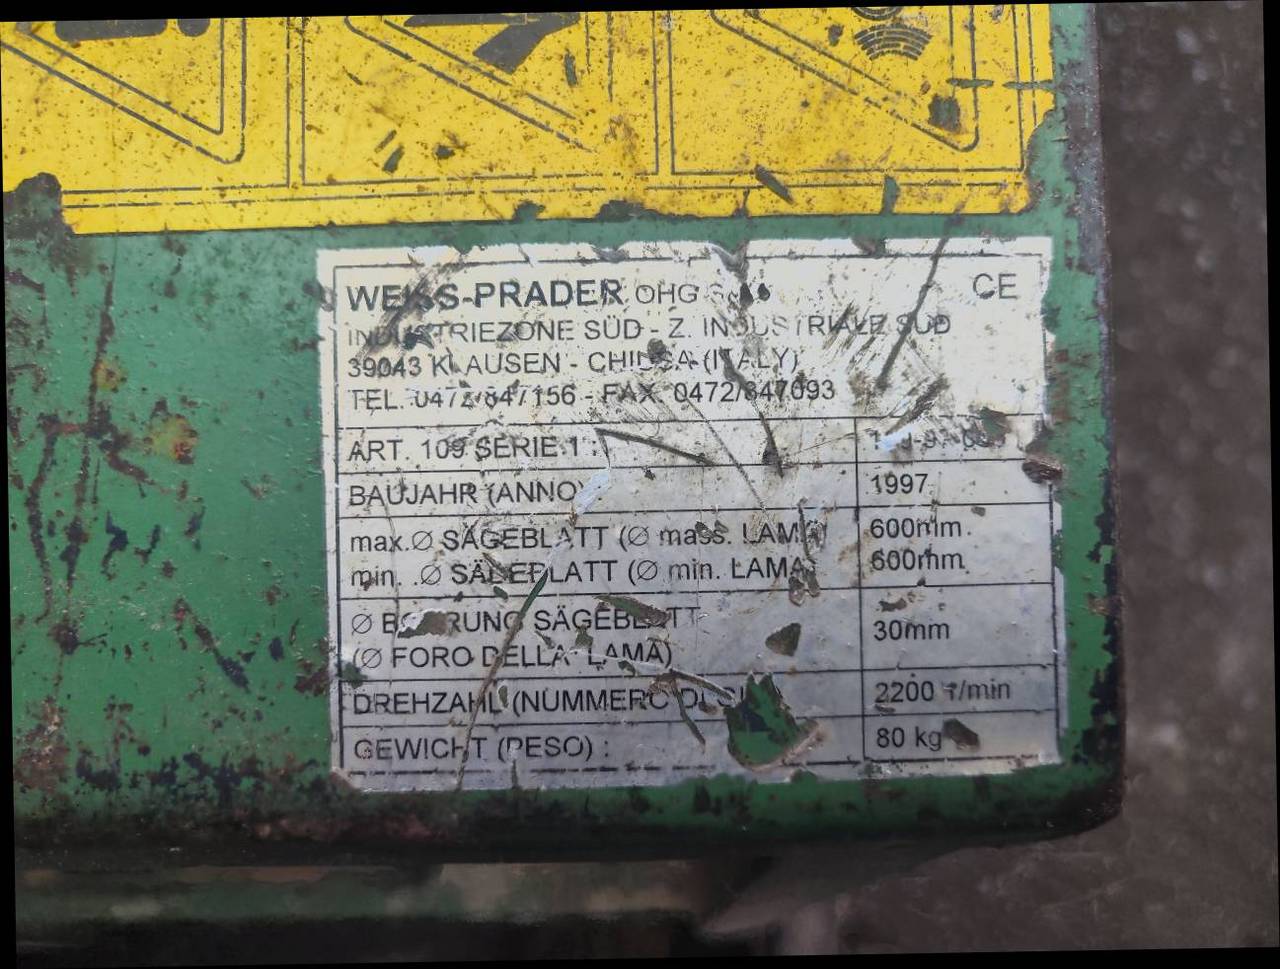 WEISS-PRADER OHG
CE
INDUSTRIEZONE SÜD - Z. INDUSTRIALE SÜD
39043 KLAUSEN - CHIUSA (ITALY)
TEL. 0472/847156 - FAX. 0472/847093
ART. 109 SERIE 1 :
BAUJAHR (ANNO) 1997
max.Ø SÄGEBLATT (Ø mass. LAMA) 600mm
min. Ø SÄGEBLATT (Ø min. LAMA) 600mm
Ø BOHRUNG SÄGEBLATT 30mm
(Ø FORO DELLA LAMA)
DREHZAHL (NUMMERO DI 2200 r/min
GEWICHT (PESO) : 80 kg